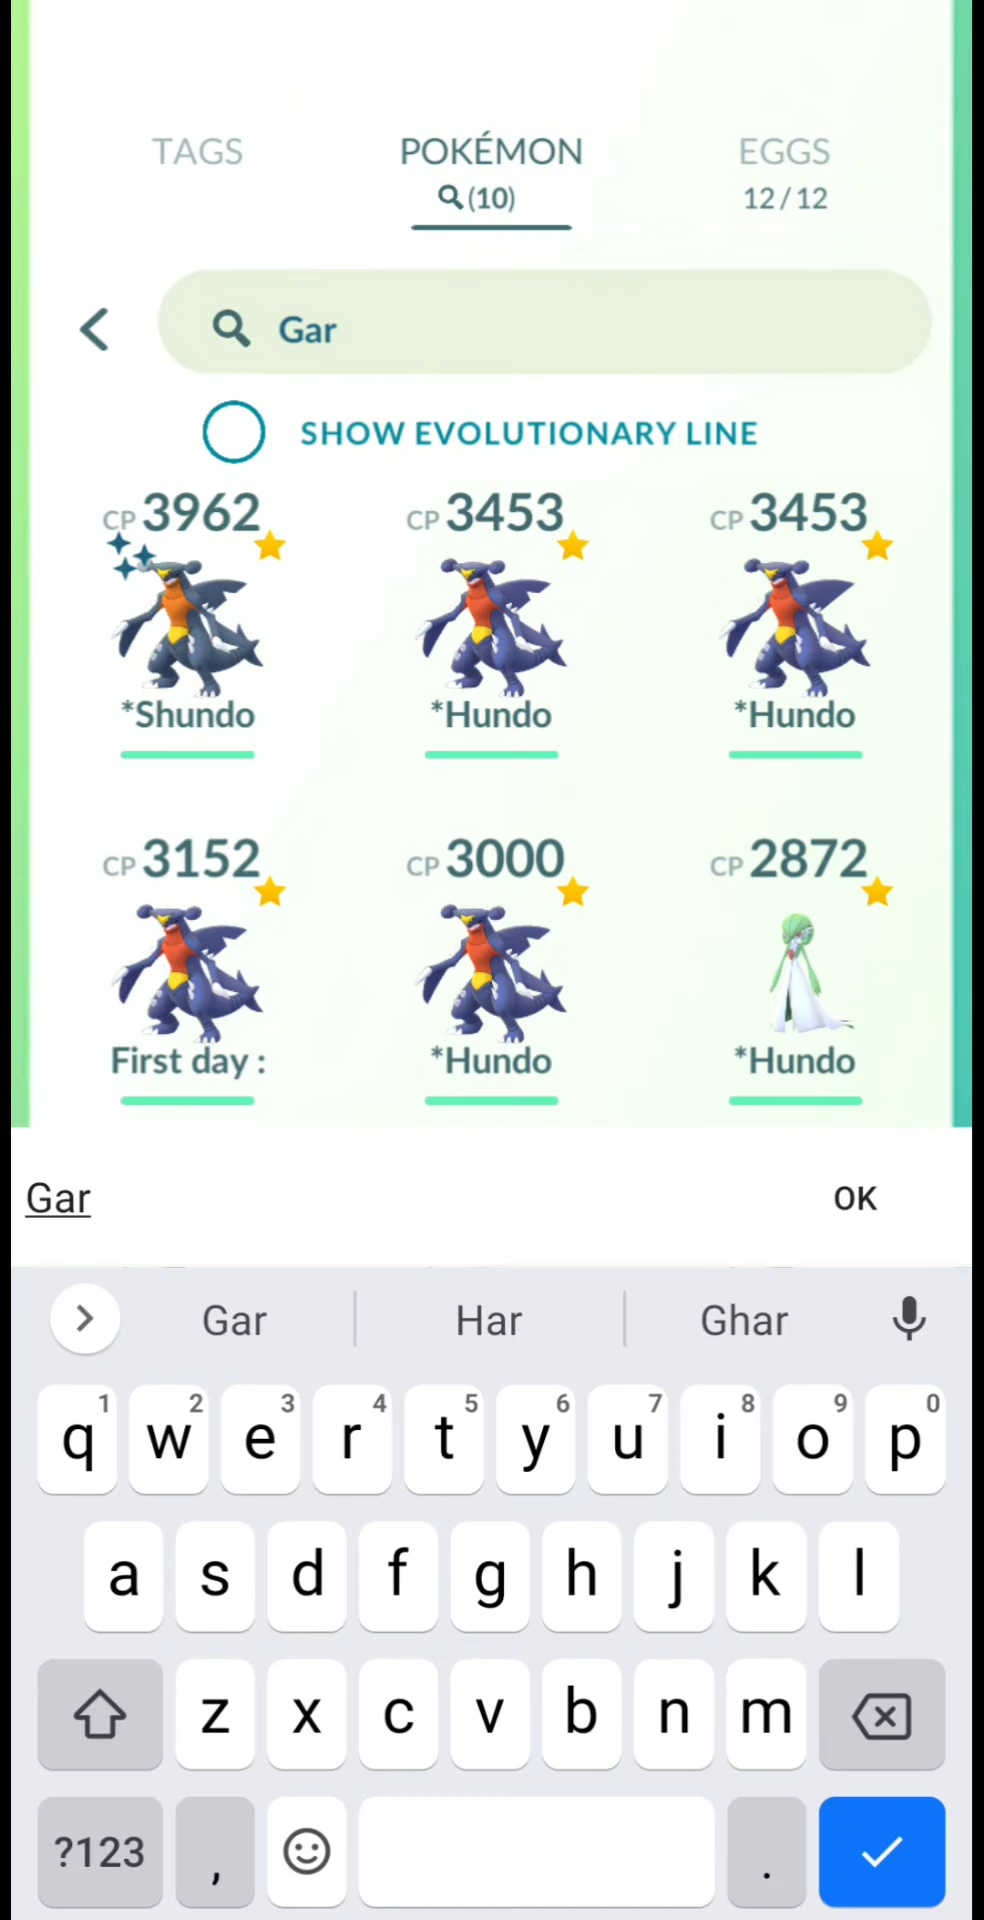 TAGS POKÉMON EGGS
(10) 12/12
Gar
SHOW EVOLUTIONARY LINE
CP 3962 CP 3453 CP 3453
*Shundo *Hundo *Hundo
CP 3152 CP 3000 CP 2872
First day : *Hundo *Hundo
Gar OK
Gar Har Ghar
1 2 3 4 5 6 7 8 9 0
q w e r t y u i o p
a s d f g h j k l
z x c v b n m
?123 , .